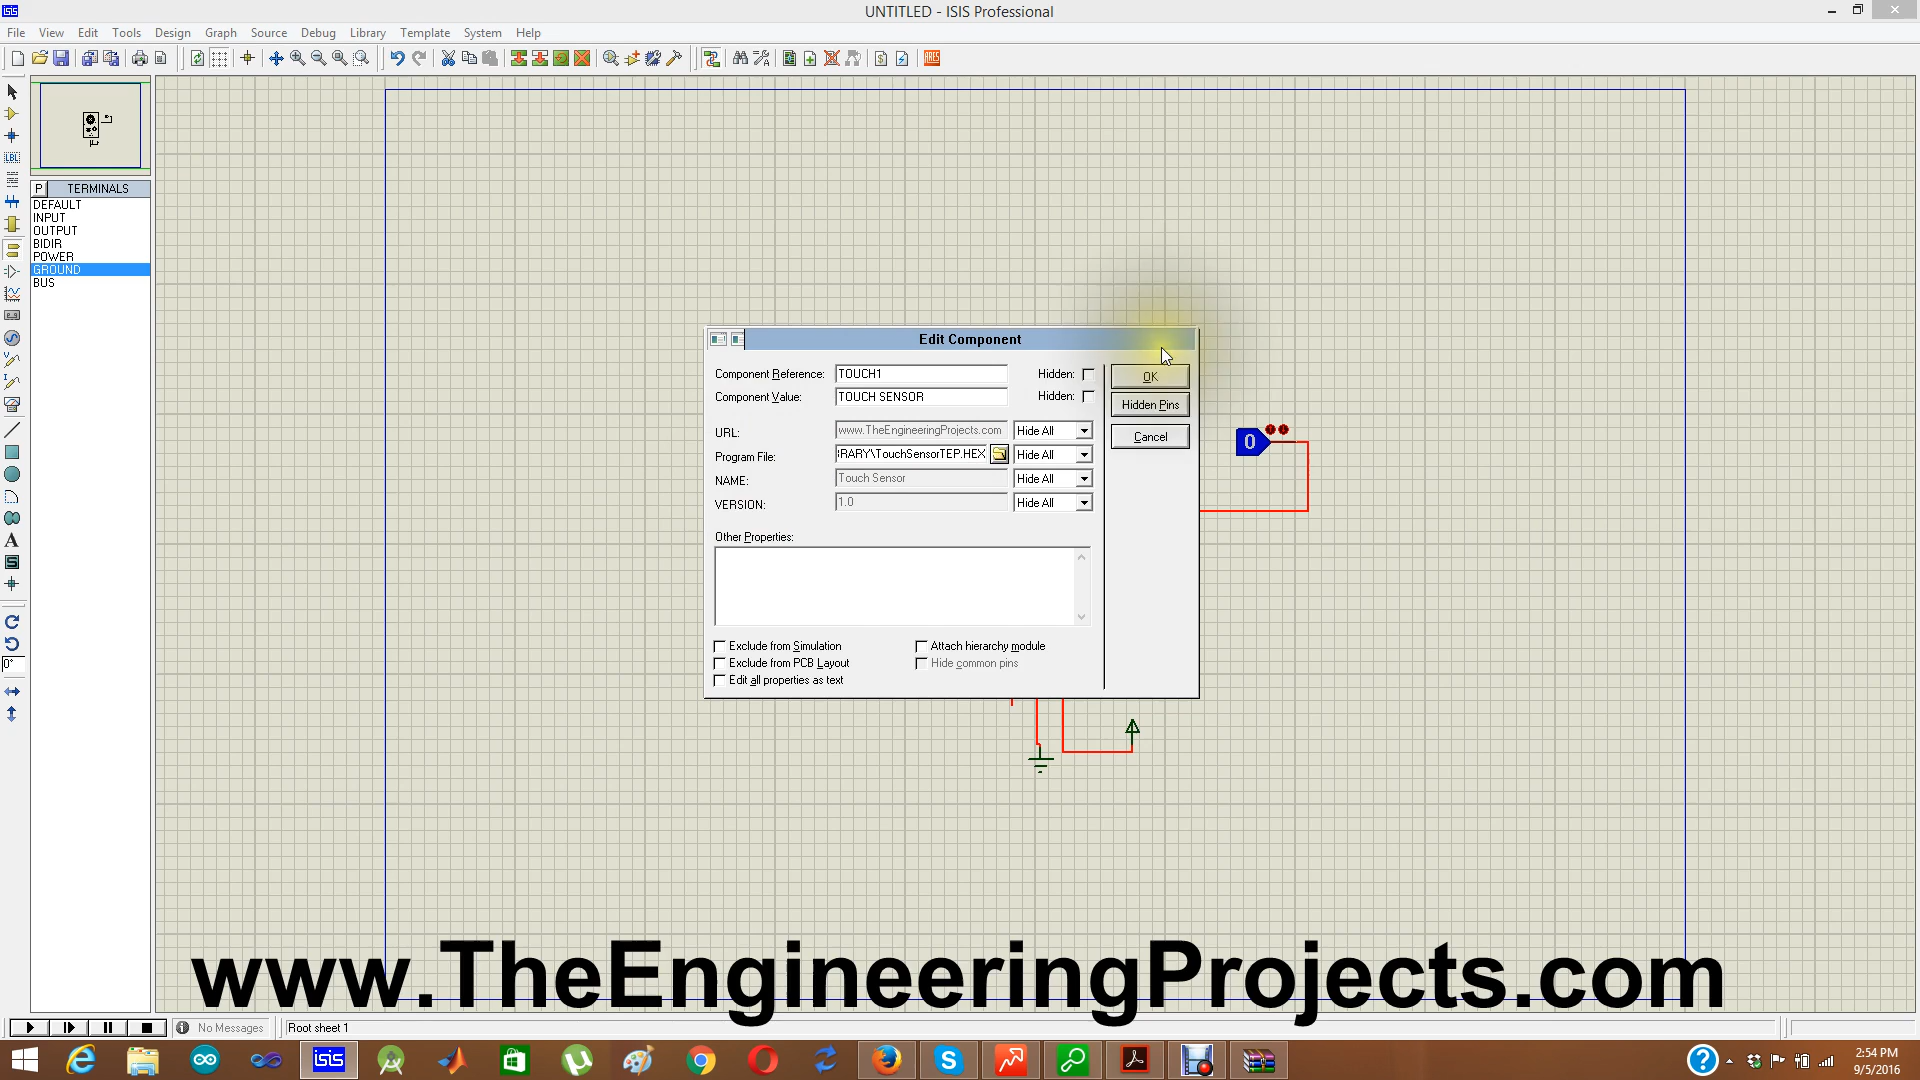 UNTITLED - ISIS Professional
File View Edit Tools Design Graph Source Debug Library Template System Help
P TERMINALS
DEFAULT
INPUT
OUTPUT
BIDIR
POWER
GROUND
BUS
LBL
A
S
0°
ARES
Edit Component
Component Reference: TOUCH1 Hidden: OK
Component Value: TOUCH SENSOR Hidden: Hidden Pins
URL: www.TheEngineeringProjects.com Hide All Cancel
Program File: RARY\TouchSensorTEP.HEX Hide All
NAME: Touch Sensor Hide All
VERSION: 1.0 Hide All
Other Properties:
Exclude from Simulation Attach hierarchy module
Exclude from PCB Layout Hide common pins
Edit all properties as text
0
www.TheEngineeringProjects.com
No Messages Root sheet 1
isis
2:54 PM
9/5/2016